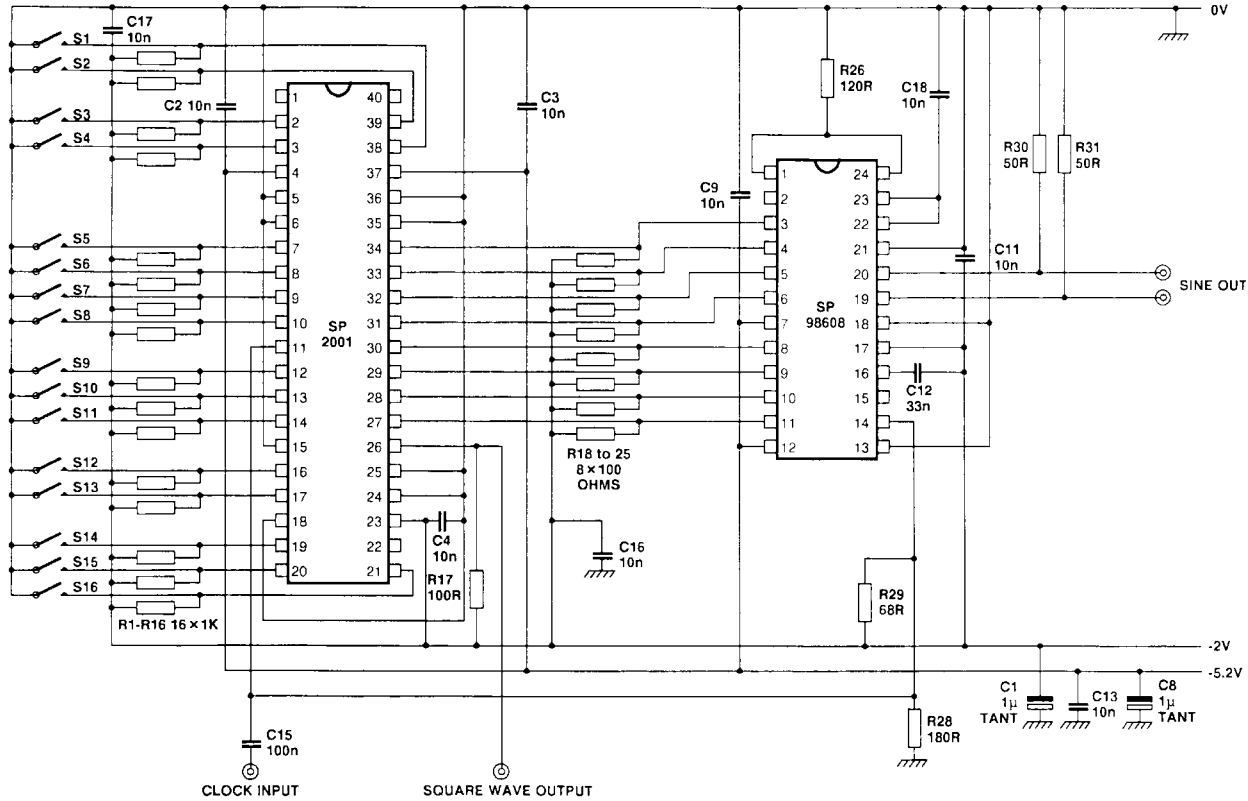 0V
C17
10n
S1
S2
C2 10n
S3
S4
C3
10n
R26
120R
C18
10n
R30
50R
R31
50R
C9
10n
C11
10n
S5
S6
S7
S8
S9
S10
S11
S12
S13
S14
S15
S16
1
2
3
4
5
6
7
8
9
10
11
12
13
14
15
16
17
18
19
20
SP
2001
40
39
38
37
36
35
34
33
32
31
30
29
28
27
26
25
24
23
22
21
1
2
3
4
5
6
7
8
9
10
11
12
SP
98608
24
23
22
21
20
19
18
17
16
15
14
13
SINE OUT
C12
33n
R18 to 25
8 × 100
OHMS
C4
10n
R17
100R
C16
10n
R29
68R
R1-R16 16 × 1K
-2V
-5.2V
C1
1µ
TANT
C13
10n
C8
1µ
TANT
R28
180R
C15
100n
CLOCK INPUT
SQUARE WAVE OUTPUT